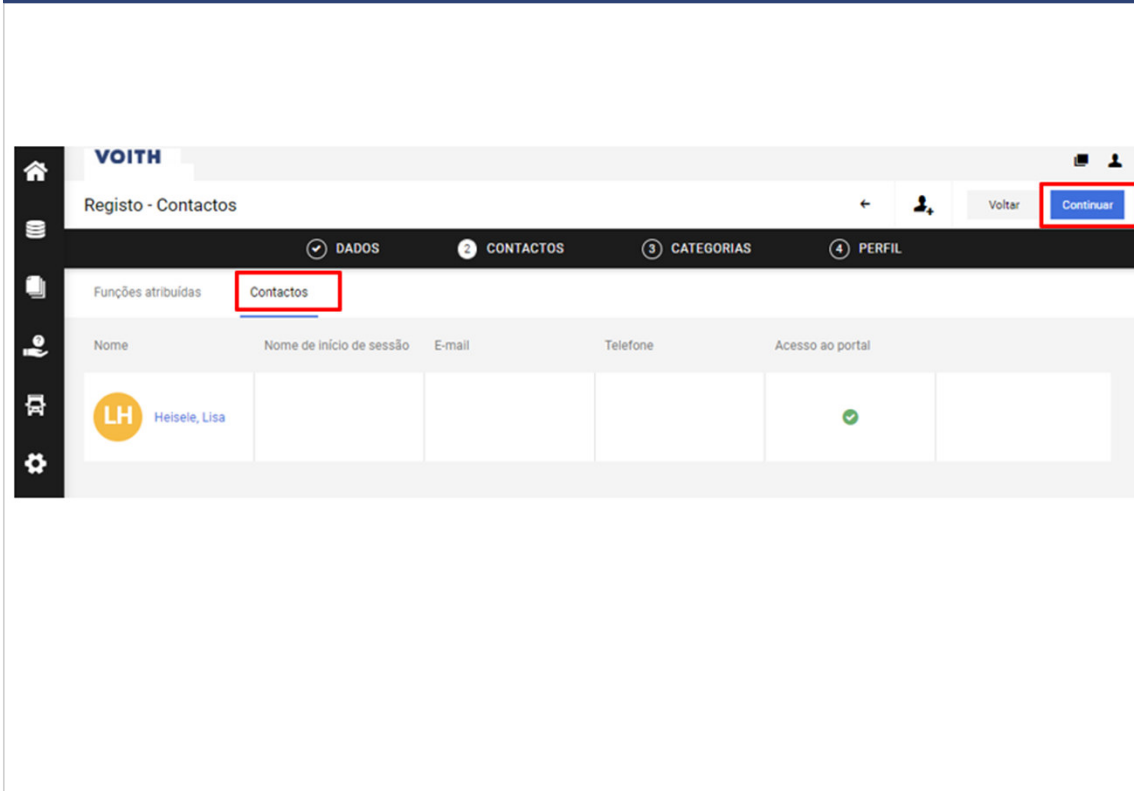 VOITH
Registo - Contactos
Voltar
Continuar
DADOS
2 CONTACTOS
3 CATEGORIAS
4 PERFIL
Funções atribuídas
Contactos
Nome
Nome de início de sessão
E-mail
Telefone
Acesso ao portal
LH
Heisele, Lisa